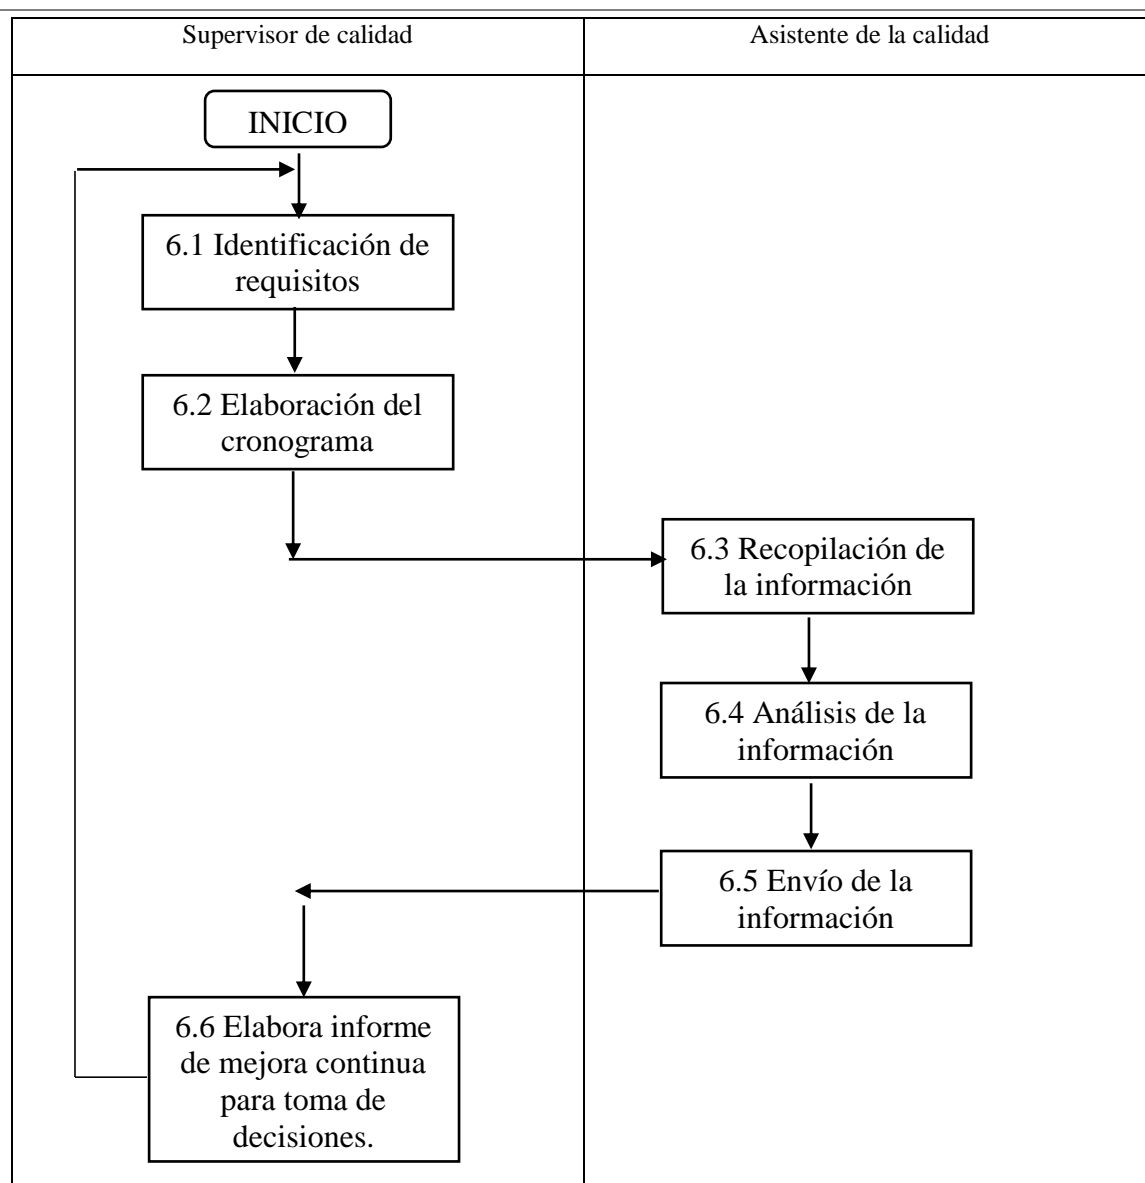 Supervisor de calidad
Asistente de la calidad
INICIO
6.1 Identificación de
requisitos
6.2 Elaboración del
cronograma
6.3 Recopilación de
la información
6.4 Análisis de la
información
6.5 Envío de la
información
6.6 Elabora informe
de mejora continua
para toma de
decisiones.